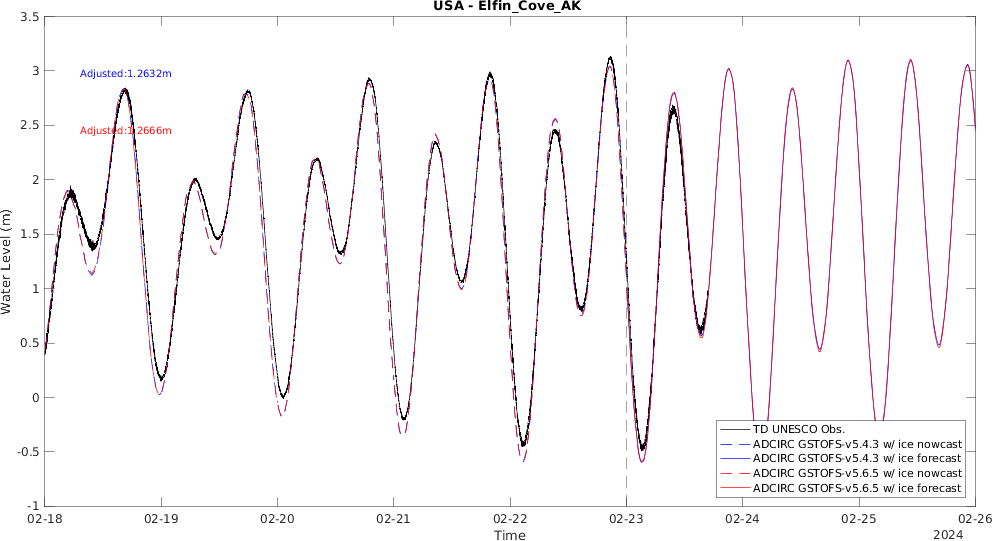 USA - Elfin_Cove_AK
3.5
3
2.5
2
1.5
1
0.5
0
-0.5
-1
Water Level (m)
Adjusted:1.2632m
Adjusted:1.2666m
TD UNESCO Obs.
ADCIRC GSTOFS-v5.4.3 w/ ice nowcast
ADCIRC GSTOFS-v5.4.3 w/ ice forecast
ADCIRC GSTOFS-v5.6.5 w/ ice nowcast
ADCIRC GSTOFS-v5.6.5 w/ ice forecast
02-18 02-19 02-20 02-21 02-22 02-23 02-24 02-25 02-26
Time
2024